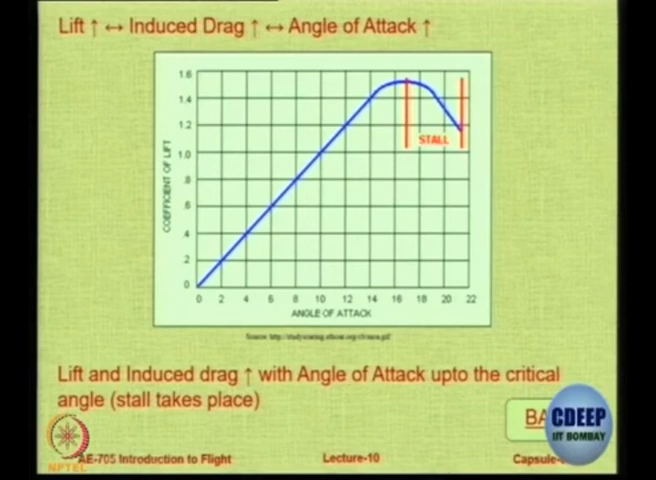 Lift ↑ ↔ Induced Drag ↑ ↔ Angle of Attack ↑
1.6
1.4
1.2
1.0
.8
.6
.4
.2
0
COEFFICIENT OF LIFT
STALL
0 2 4 6 8 10 12 14 16 18 20 22
ANGLE OF ATTACK
Source:
Lift and Induced drag ↑ with Angle of Attack upto the critical
angle (stall takes place)
CDEEP
IIT BOMBAY
NPTEL
AE-705 Introduction to Flight
Lecture-10